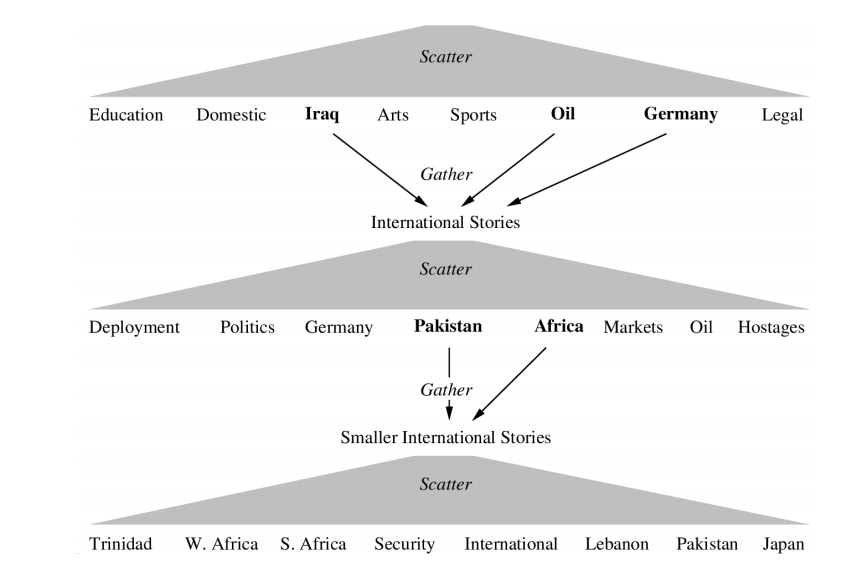 Scatter
Education Domestic Iraq Arts Sports Oil Germany Legal
Gather
International Stories
Scatter
Deployment Politics Germany Pakistan Africa Markets Oil Hostages
Gather
Smaller International Stories
Scatter
Trinidad W. Africa S. Africa Security International Lebanon Pakistan Japan